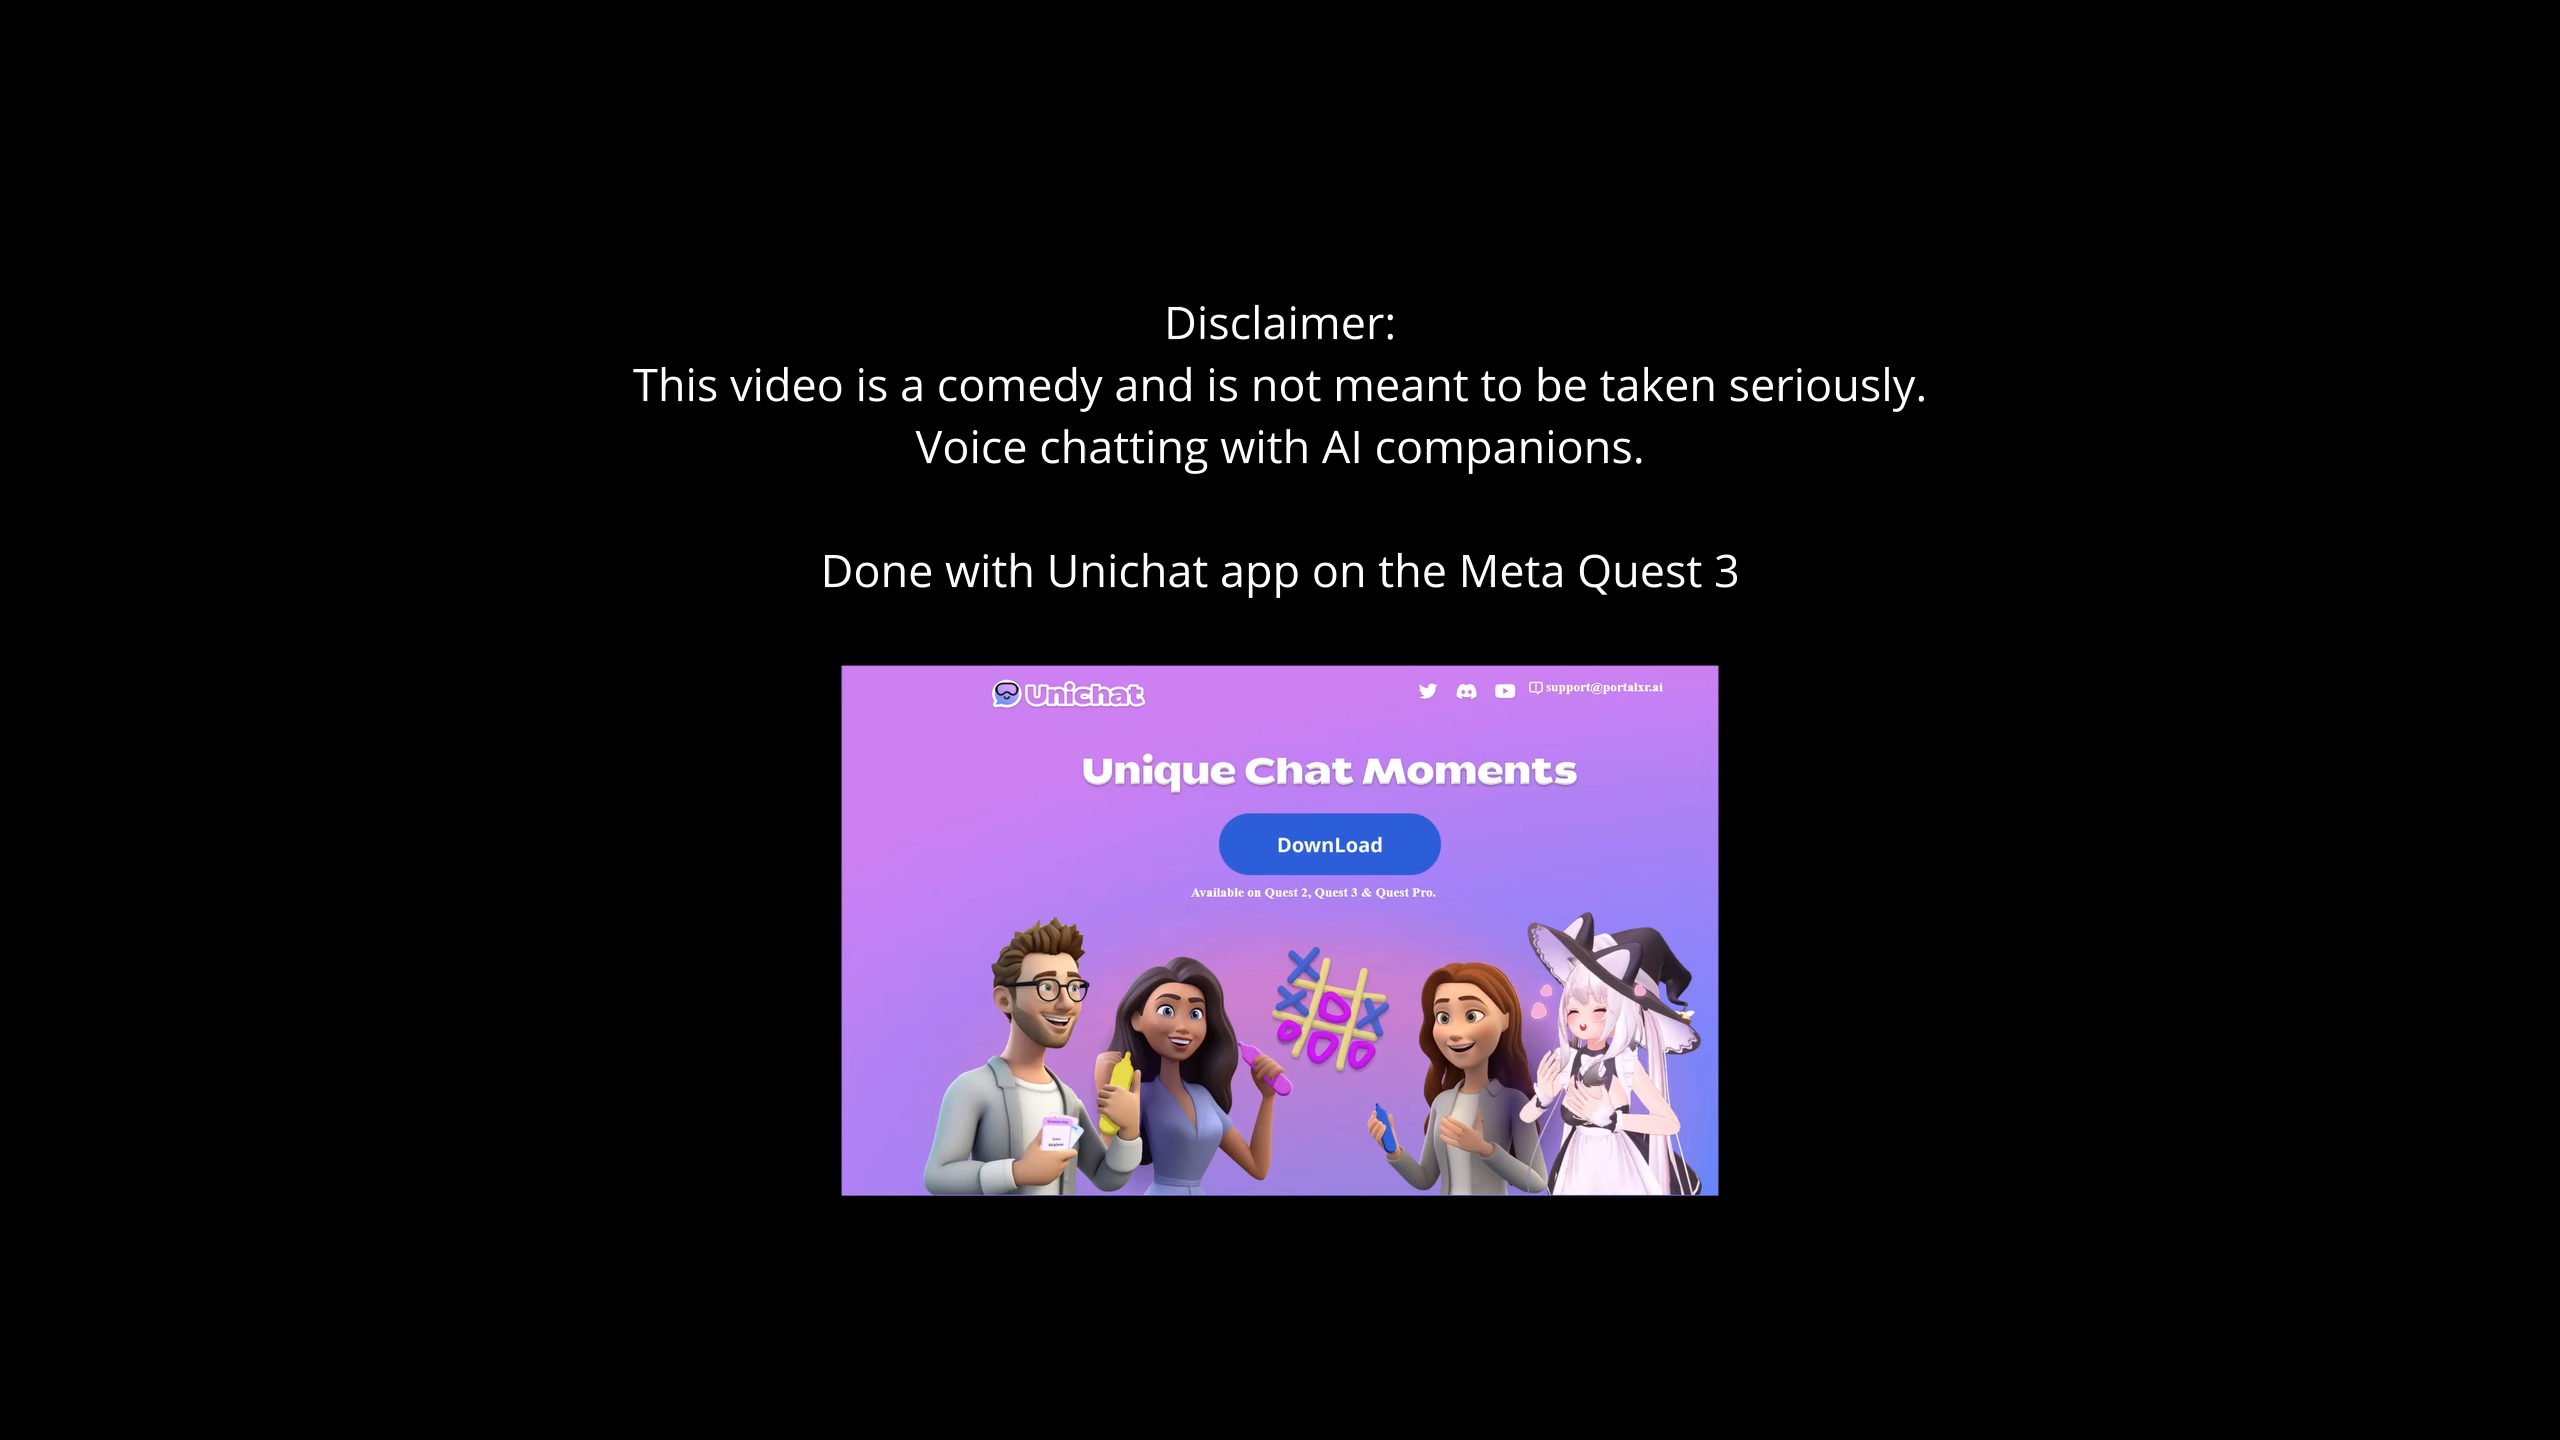 Disclaimer:
This video is a comedy and is not meant to be taken seriously.
Voice chatting with AI companions.
Done with Unichat app on the Meta Quest 3
Unichat
support@portalxr.ai
Unique Chat Moments
DownLoad
Available on Quest 2, Quest 3 & Quest Pro.